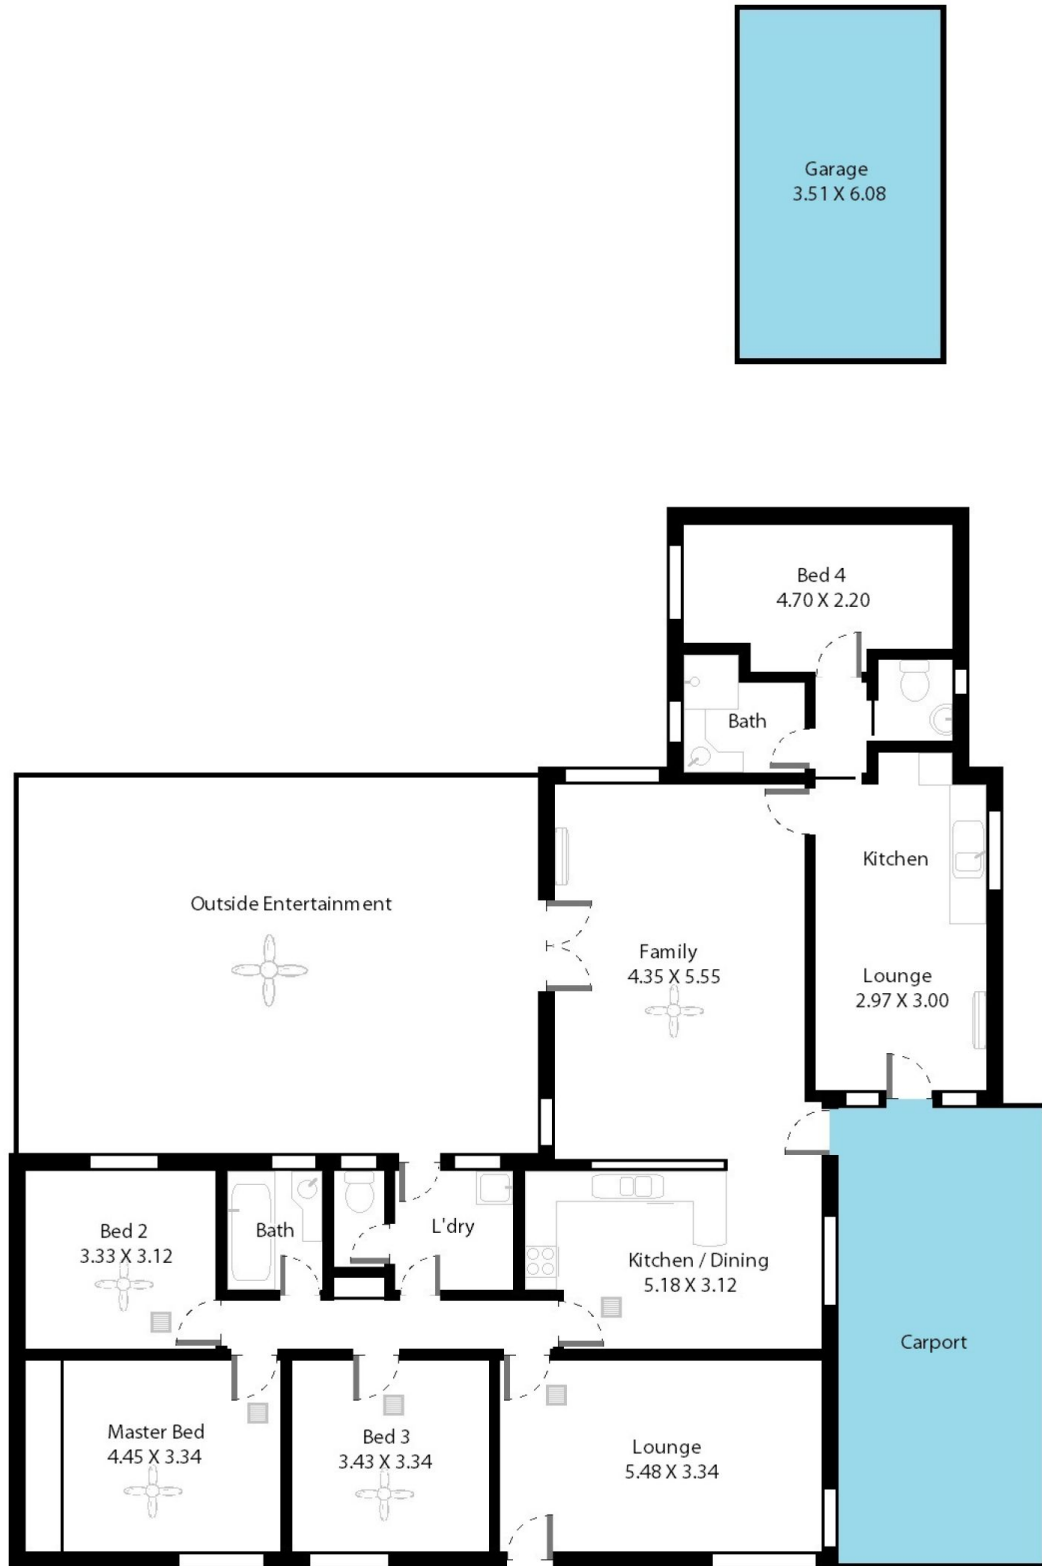 Garage
3.51 X 6.08
Bed 4
4.70 X 2.20
Bath
Kitchen
Outside Entertainment
Family
4.35 X 5.55
Lounge
2.97 X 3.00
Bed 2
3.33 X 3.12
Bath
L'dry
Kitchen / Dining
5.18 X 3.12
Carport
Master Bed
4.45 X 3.34
Bed 3
3.43 X 3.34
Lounge
5.48 X 3.34